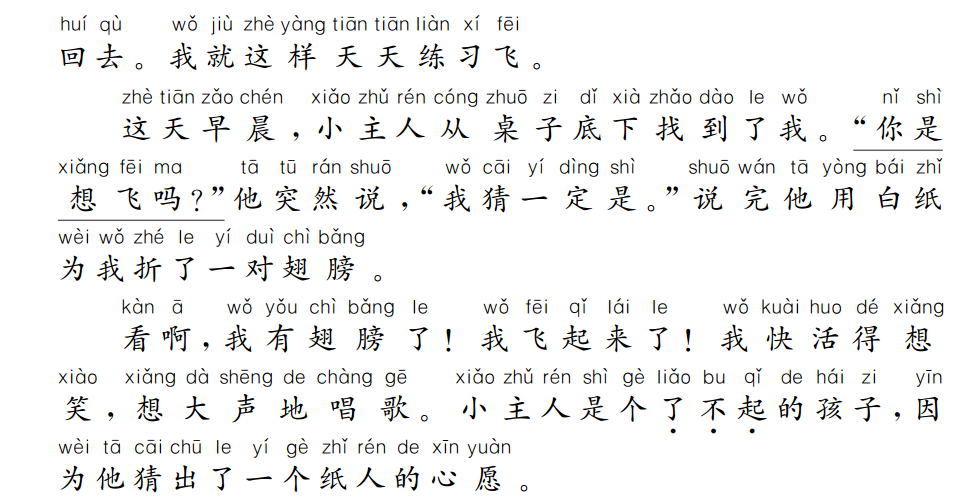 huí qù wǒ jiù zhè yàng tiān tiān liàn xí fēi
回去。我就这样天天练习飞。
zhè tiān zǎo chén xiǎo zhǔ rén cóng zhuō zi dǐ xià zhǎo dào le wǒ nǐ shì
这天早晨，小主人从桌子底下找到了我。“你是
xiǎng fēi ma tā tū rán shuō wǒ cāi yí dìng shì shuō wán tā yòng bái zhǐ
想飞吗？”他突然说，“我猜一定是。”说完他用白纸
wèi wǒ zhé le yí duì chì bǎng
为我折了一对翅膀。
kàn ā wǒ yǒu chì bǎng le wǒ fēi qǐ lái le wǒ kuài huo dé xiǎng
看啊，我有翅膀了！我飞起来了！我快活得想
xiào xiǎng dà shēng de chàng gē xiǎo zhǔ rén shì gè liǎo bu qǐ de hái zi yīn
笑，想大声地唱歌。小主人是个了不起的孩子，因
wèi tā cāi chū le yí gè zhǐ rén de xīn yuàn
为他猜出了一个纸人的心愿。